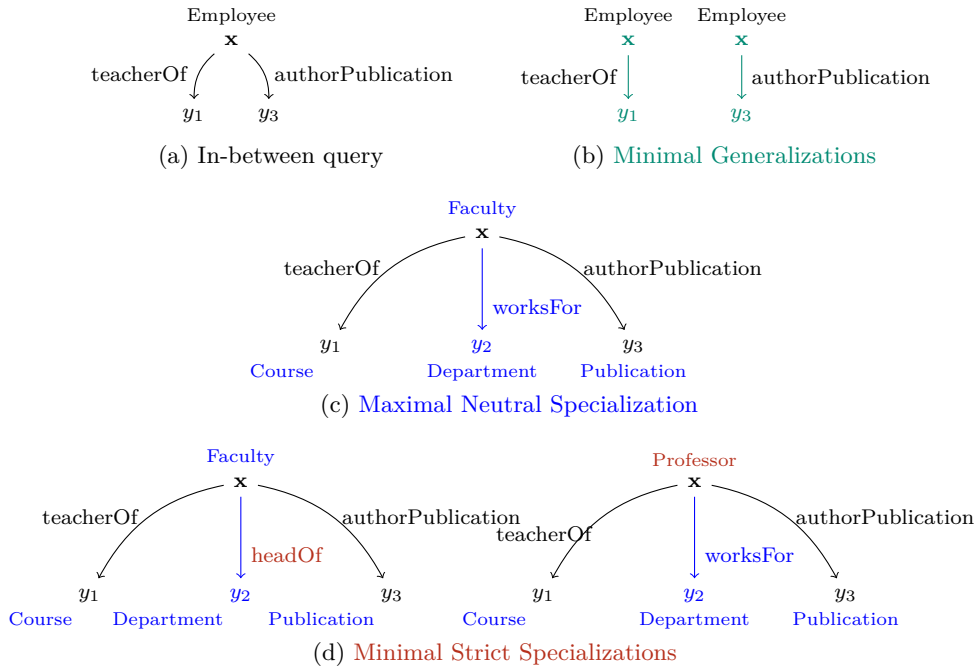 Employee
x
teacherOf
authorPublication
y1
y3
(a) In-between query
Employee
Employee
x
x
teacherOf
authorPublication
y1
y3
(b) Minimal Generalizations
Faculty
x
teacherOf
authorPublication
worksFor
y1
y2
y3
Course
Department
Publication
(c) Maximal Neutral Specialization
Faculty
x
teacherOf
authorPublication
headOf
y1
y2
y3
Course
Department
Publication
Professor
x
teacherOf
authorPublication
worksFor
y1
y2
y3
Course
Department
Publication
(d) Minimal Strict Specializations